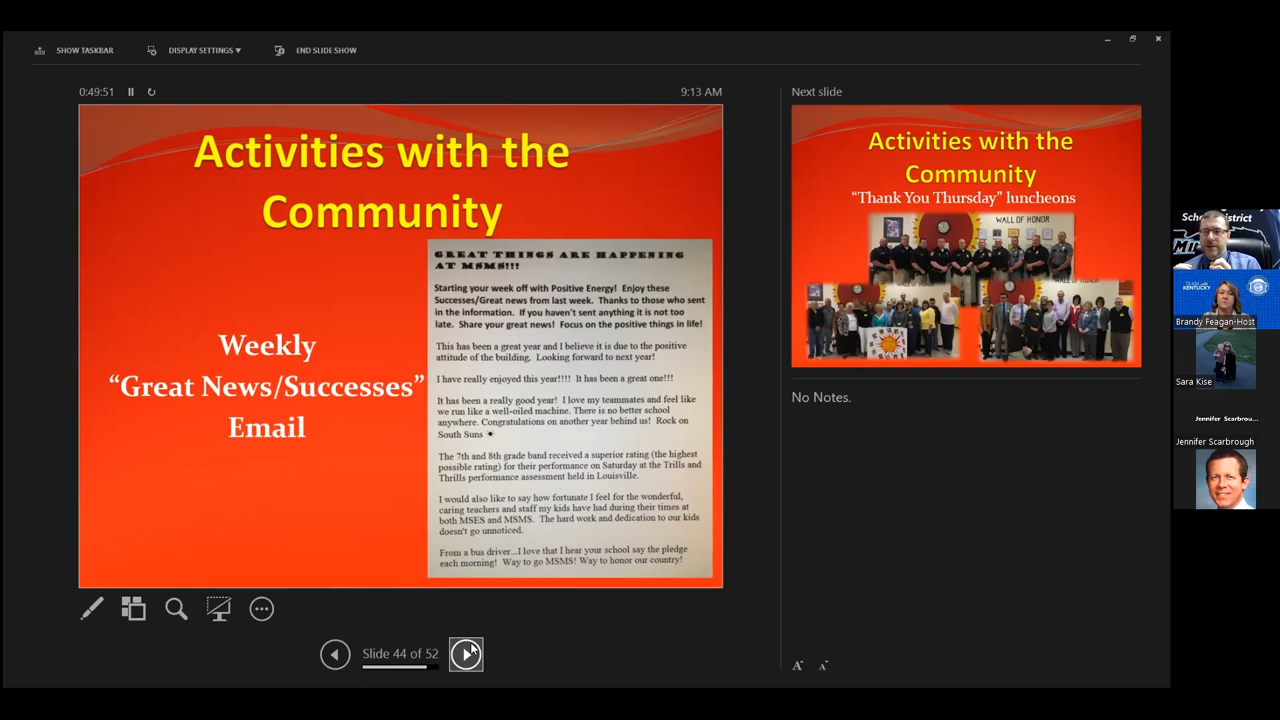 SHOW TASKBAR
DISPLAY SETTINGS ▾
END SLIDE SHOW
0:49:51
9:13 AM
Activities with the
Community
Weekly
“Great News/Successes”
Email
GREAT THINGS ARE HAPPENING
AT MSMS!!!
Starting your week off with Positive Energy! Enjoy these
Successes/Great news from last week. Thanks to those who sent
in the information. If you haven't sent anything it is not too
late. Share your great news! Focus on the positive things in life!
This has been a great year and I believe it is due to the positive
attitude of the building. Looking forward to next year!
I have really enjoyed this year!!!! It has been a great one!!!
It has been a really good year! I love my teammates and feel like
we run like a well-oiled machine. There is no better school
anywhere. Congratulations on another year behind us! Rock on
South Suns ☀
The 7th and 8th grade band received a superior rating (the highest
possible rating) for their performance on Saturday at the Trills and
Thrills performance assessment held in Louisville.
I would also like to say how fortunate I feel for the wonderful,
caring teachers and staff my kids have had during their times at
both MSES and MSMS. The hard work and dedication to our kids
doesn't go unnoticed.
From a bus driver...I love that I hear your school say the pledge
each morning! Way to go MSMS! Way to honor our country!
Slide 44 of 52
Next slide
Activities with the
Community
“Thank You Thursday” luncheons
WALL OF HONOR
No Notes.
TEAM
KENTUCKY
Brandy Feagan-Host
Sara Kise
Jennifer Scarbrou...
Jennifer Scarbrough